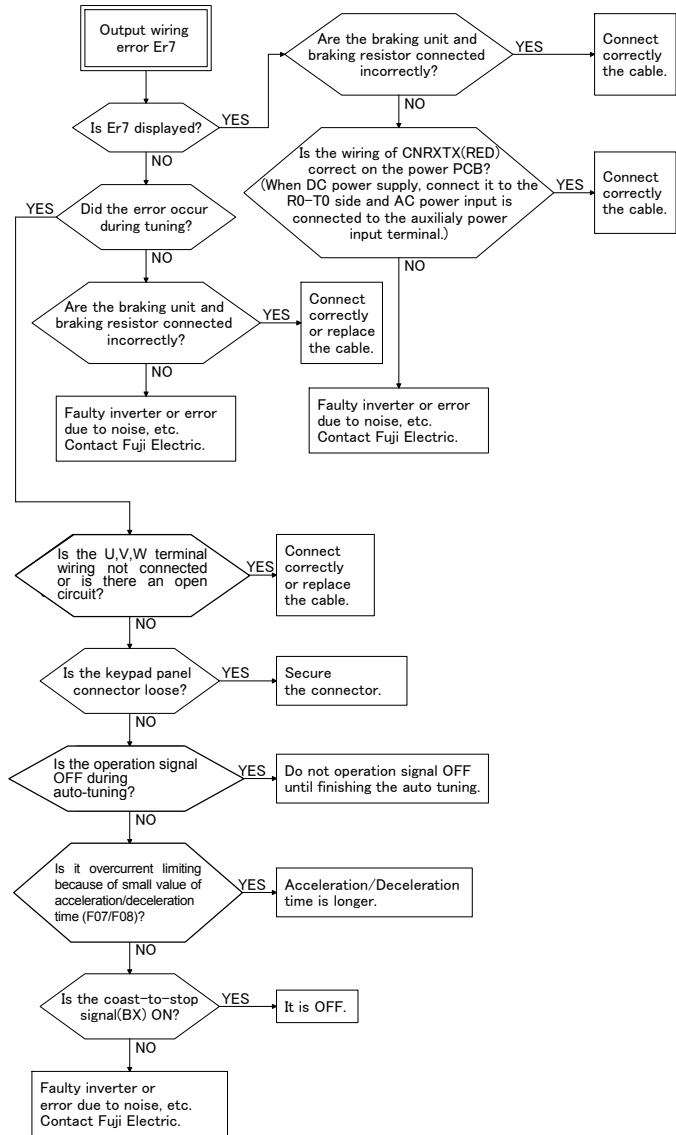 Output wiring
error Er7
Is Er7 displayed?
YES
NO
Are the braking unit and
braking resistor connected
incorrectly?
YES
Connect
correctly
the cable.
NO
Is the wiring of CNRXTX(RED)
correct on the power PCB?
(When DC power supply, connect it to the
R0-T0 side and AC power input is
connected to the auxilialy power
input terminal.)
YES
Connect
correctly
the cable.
NO
Faulty inverter or error
due to noise, etc.
Contact Fuji Electric.
YES
Did the error occur
during tuning?
NO
Are the braking unit and
braking resistor connected
incorrectly?
YES
Connect
correctly
or replace
the cable.
NO
Faulty inverter or error
due to noise, etc.
Contact Fuji Electric.
Is the U,V,W terminal
wiring not connected
or is there an open
circuit?
YES
Connect
correctly
or replace
the cable.
NO
Is the keypad panel
connector loose?
YES
Secure
the connector.
NO
Is the operation signal
OFF during
auto-tuning?
YES
Do not operation signal OFF
until finishing the auto tuning.
NO
Is it overcurrent limiting
because of small value of
acceleration/deceleration
time (F07/F08)?
YES
Acceleration/Deceleration
time is longer.
NO
Is the coast-to-stop
signal(BX) ON?
YES
It is OFF.
NO
Faulty inverter or
error due to noise, etc.
Contact Fuji Electric.